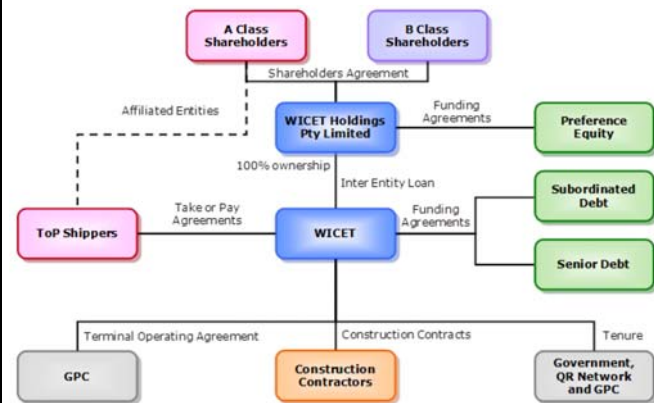 A Class
Shareholders
B Class
Shareholders
Shareholders Agreement
Affiliated Entities
WICET Holdings
Pty Limited
Funding
Agreements
Preference
Equity
100% ownership
Inter Entity Loan
Subordinated
Debt
ToP Shippers
Take or Pay
Agreements
WICET
Funding
Agreements
Senior Debt
Terminal Operating Agreement
Construction Contracts
Tenure
GPC
Construction
Contractors
Government,
QR Network
and GPC